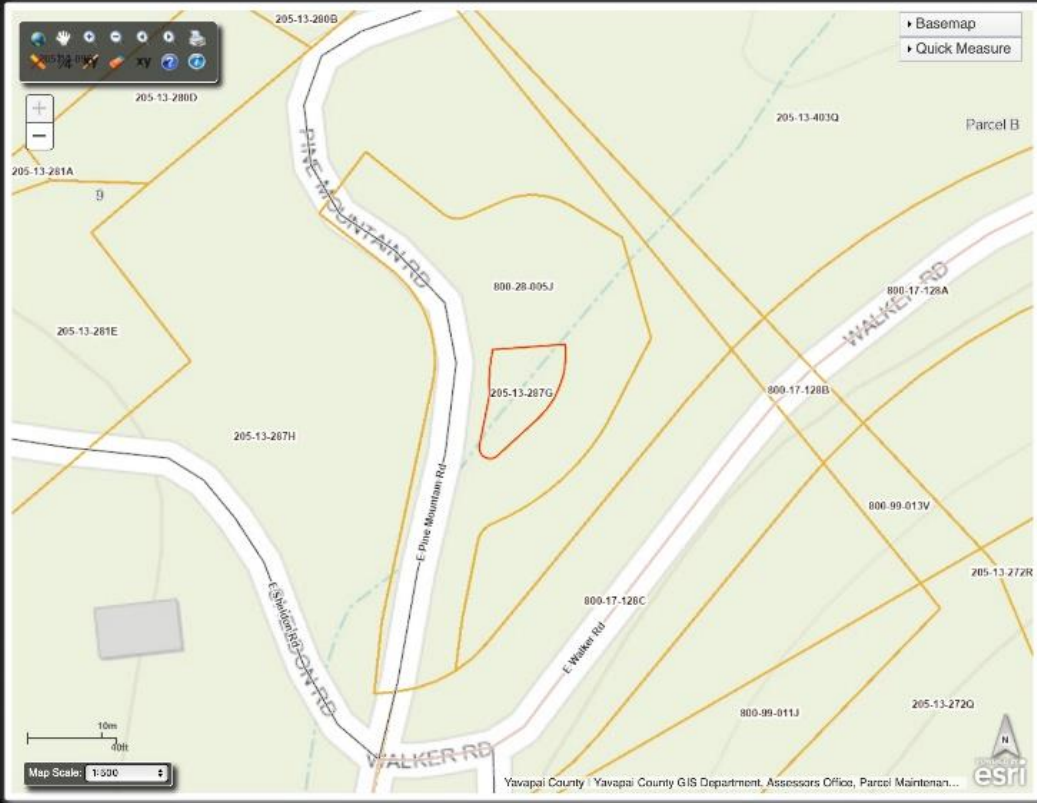 205-13-280B
Basemap
Quick Measure
xy
205-13-280D
205-13-403Q
Parcel B
205-13-281A
9
PINE MOUNTAIN RD
800-28-005J
800-17-128A
WALKER RD
205-13-281E
205-13-287G
800-17-128B
205-13-287H
E Pine Mountain Rd
800-99-013V
205-13-272R
800-17-128C
E Sheldon Rd
E Walker Rd
205-13-272Q
800-99-011J
10m
40ft
WALKER RD
N
Map Scale: 1:500
Yavapai County | Yavapai County GIS Department, Assessors Office, Parcel Maintenan...
esri